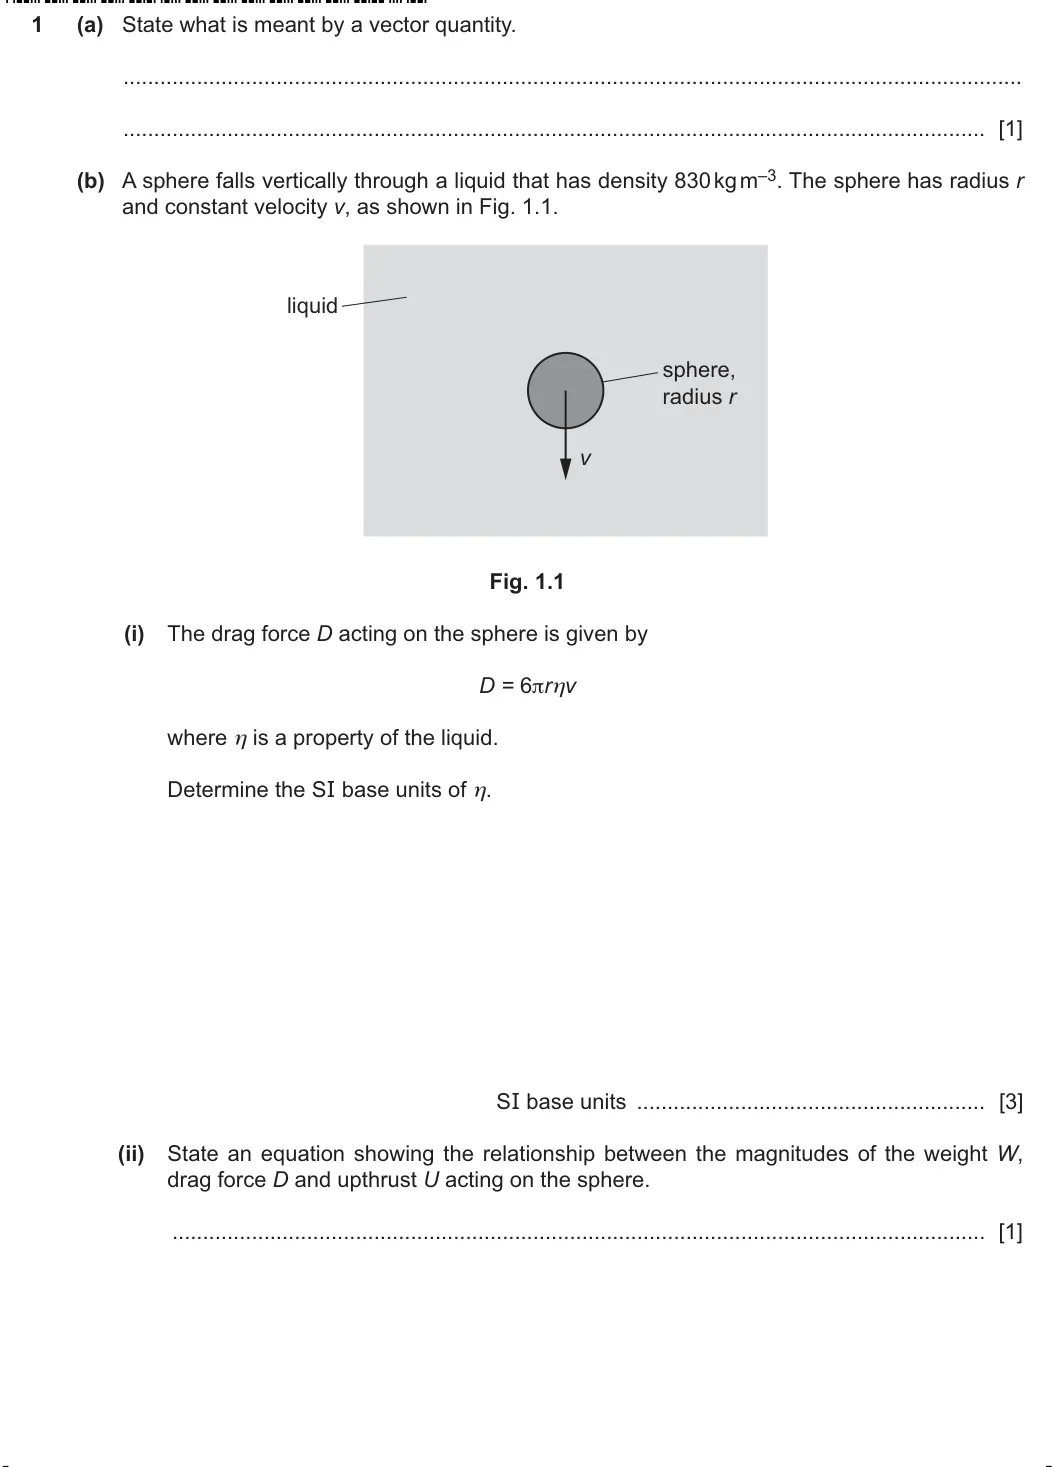 1 (a) State what is meant by a vector quantity.
..........................................................................................................................................................
.................................................................................................................................................... [1]
(b) A sphere falls vertically through a liquid that has density 830 kg m–3. The sphere has radius r
and constant velocity v, as shown in Fig. 1.1.
liquid
sphere,
radius r
v
Fig. 1.1
(i) The drag force D acting on the sphere is given by
D = 6πrηv
where η is a property of the liquid.
Determine the SI base units of η.
SI base units ......................................................... [3]
(ii) State an equation showing the relationship between the magnitudes of the weight W,
drag force D and upthrust U acting on the sphere.
..................................................................................................................................... [1]